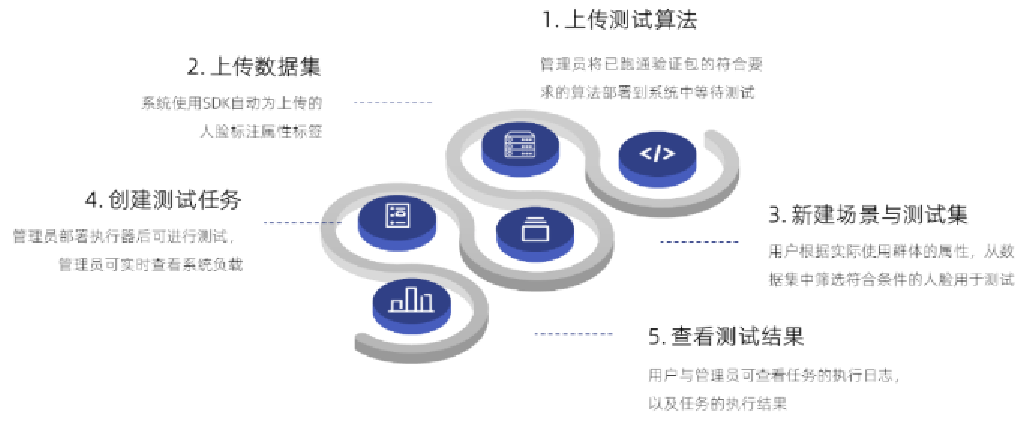 1. 上传测试算法
管理员将已跑通验证包的符合要
求的算法部署到系统中等待测试
2. 上传数据集
系统使用SDK自动为上传的
人脸标注属性标签
3. 新建场景与测试集
用户根据实际使用群体的属性，从数
据集中筛选符合条件的人脸用于测试
4. 创建测试任务
管理员部署执行器后可进行测试，
管理员可实时查看系统负载
5. 查看测试结果
用户与管理员可查看任务的执行日志，
以及任务的执行结果